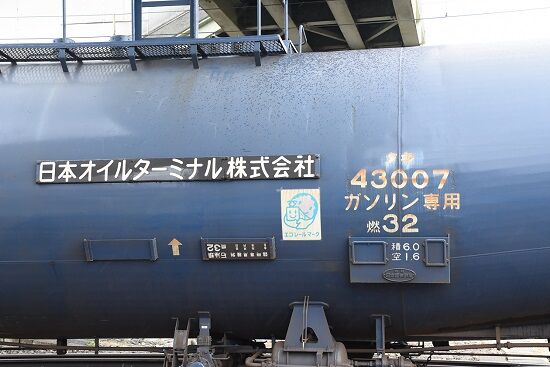 日本オイルターミナル株式会社
タキ
43007
ガソリン専用
燃32
エコレールマーク
積6.0
空1.6